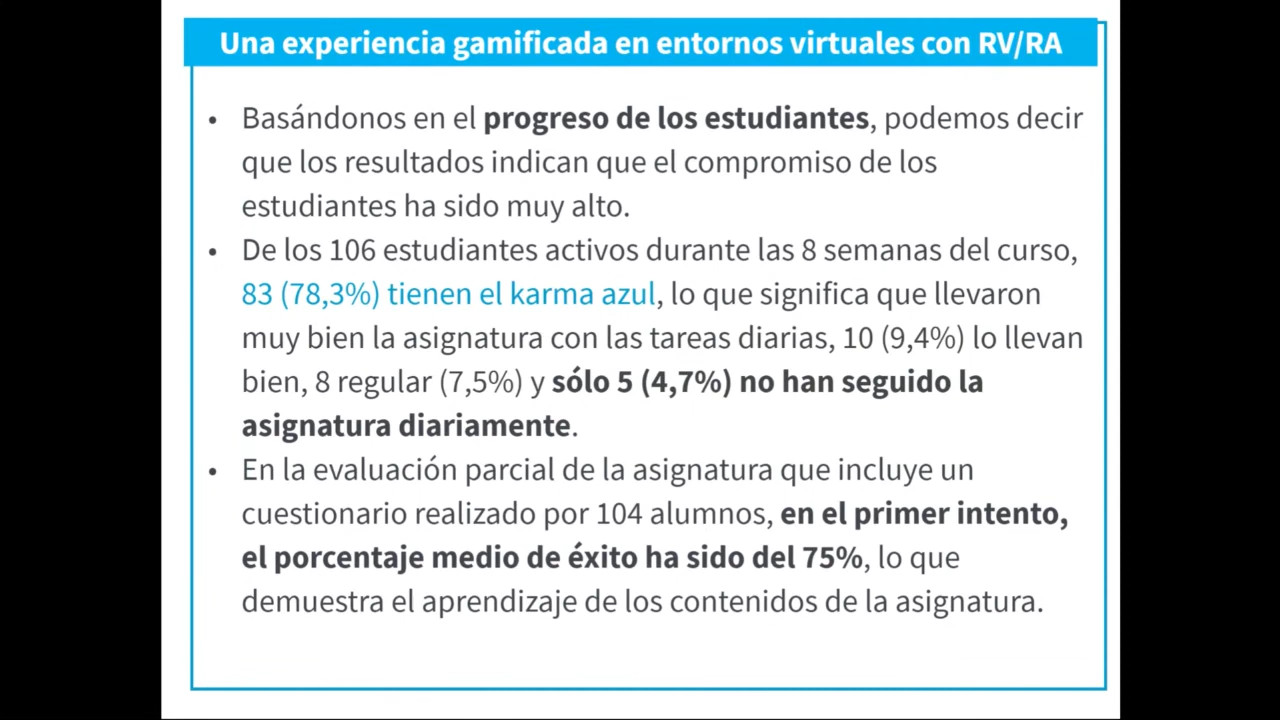 Una experiencia gamificada en entornos virtuales con RV/RA
• Basándonos en el progreso de los estudiantes, podemos decir
que los resultados indican que el compromiso de los
estudiantes ha sido muy alto.
• De los 106 estudiantes activos durante las 8 semanas del curso,
83 (78,3%) tienen el karma azul, lo que significa que llevaron
muy bien la asignatura con las tareas diarias, 10 (9,4%) lo llevan
bien, 8 regular (7,5%) y sólo 5 (4,7%) no han seguido la
asignatura diariamente.
• En la evaluación parcial de la asignatura que incluye un
cuestionario realizado por 104 alumnos, en el primer intento,
el porcentaje medio de éxito ha sido del 75%, lo que
demuestra el aprendizaje de los contenidos de la asignatura.